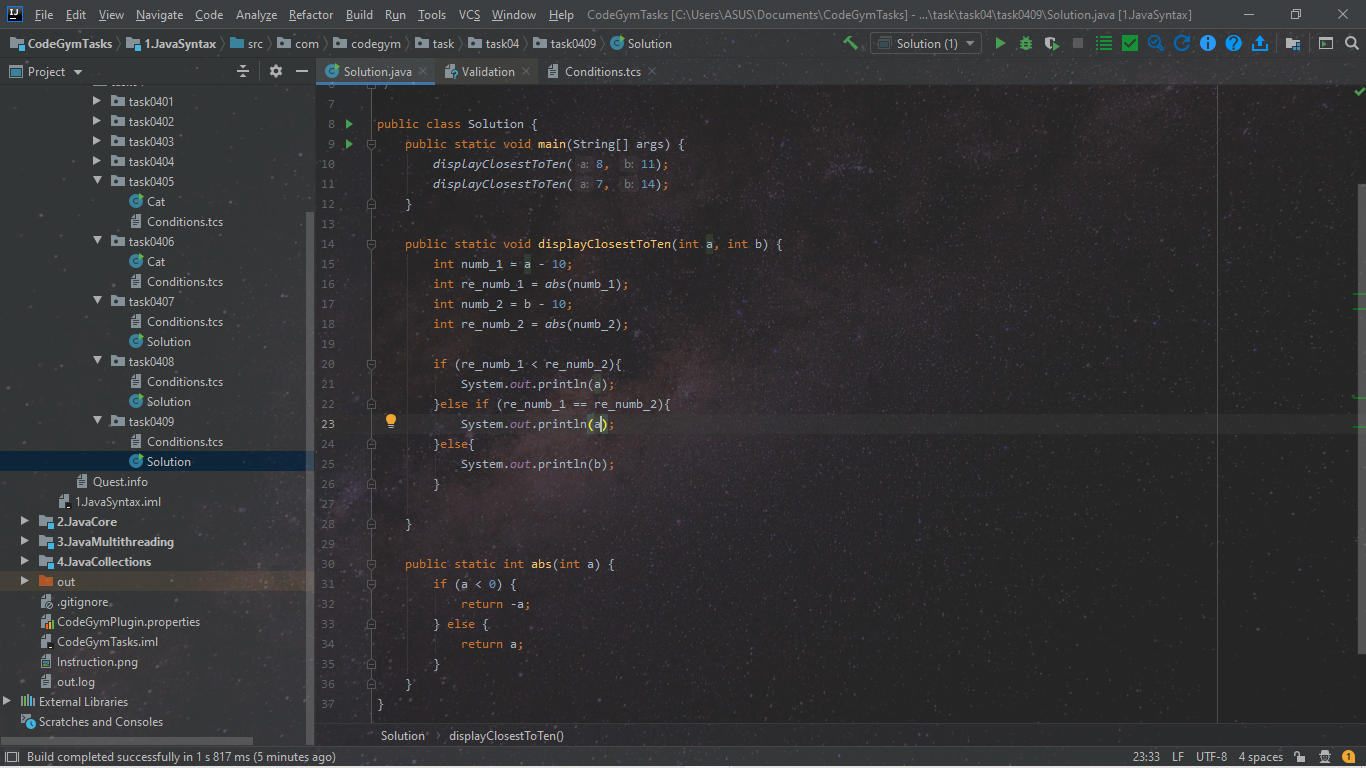 File Edit View Navigate Code Analyze Refactor Build Run Tools VCS Window Help CodeGymTasks [C:\Users\ASUS\Documents\CodeGymTasks] - ...\task\task04\task0409\Solution.java [1.JavaSyntax]
CodeGymTasks 1.JavaSyntax src com codegym task task04 task0409 Solution Solution (1)
Project
Solution.java Validation Conditions.tcs
task0401
task0402
task0403
task0404
task0405
Cat
Conditions.tcs
task0406
Cat
Conditions.tcs
task0407
Conditions.tcs
Solution
task0408
Conditions.tcs
Solution
task0409
Conditions.tcs
Solution
Quest.info
1.JavaSyntax.iml
2.JavaCore
3.JavaMultithreading
4.JavaCollections
out
.gitignore
CodeGymPlugin.properties
CodeGymTasks.iml
Instruction.png
out.log
External Libraries
Scratches and Consoles
7
8 public class Solution {
9 public static void main(String[] args) {
10 displayClosestToTen( a: 8, b: 11);
11 displayClosestToTen( a: 7, b: 14);
12 }
13
14 public static void displayClosestToTen(int a, int b) {
15 int numb_1 = a - 10;
16 int re_numb_1 = abs(numb_1);
17 int numb_2 = b - 10;
18 int re_numb_2 = abs(numb_2);
19
20 if (re_numb_1 < re_numb_2){
21 System.out.println(a);
22 }else if (re_numb_1 == re_numb_2){
23 System.out.println(a);
24 }else{
25 System.out.println(b);
26 }
27
28 }
29
30 public static int abs(int a) {
31 if (a < 0) {
32 return -a;
33 } else {
34 return a;
35 }
36 }
37 }
Solution displayClosestToTen()
Build completed successfully in 1 s 817 ms (5 minutes ago) 23:33 LF UTF-8 4 spaces 1